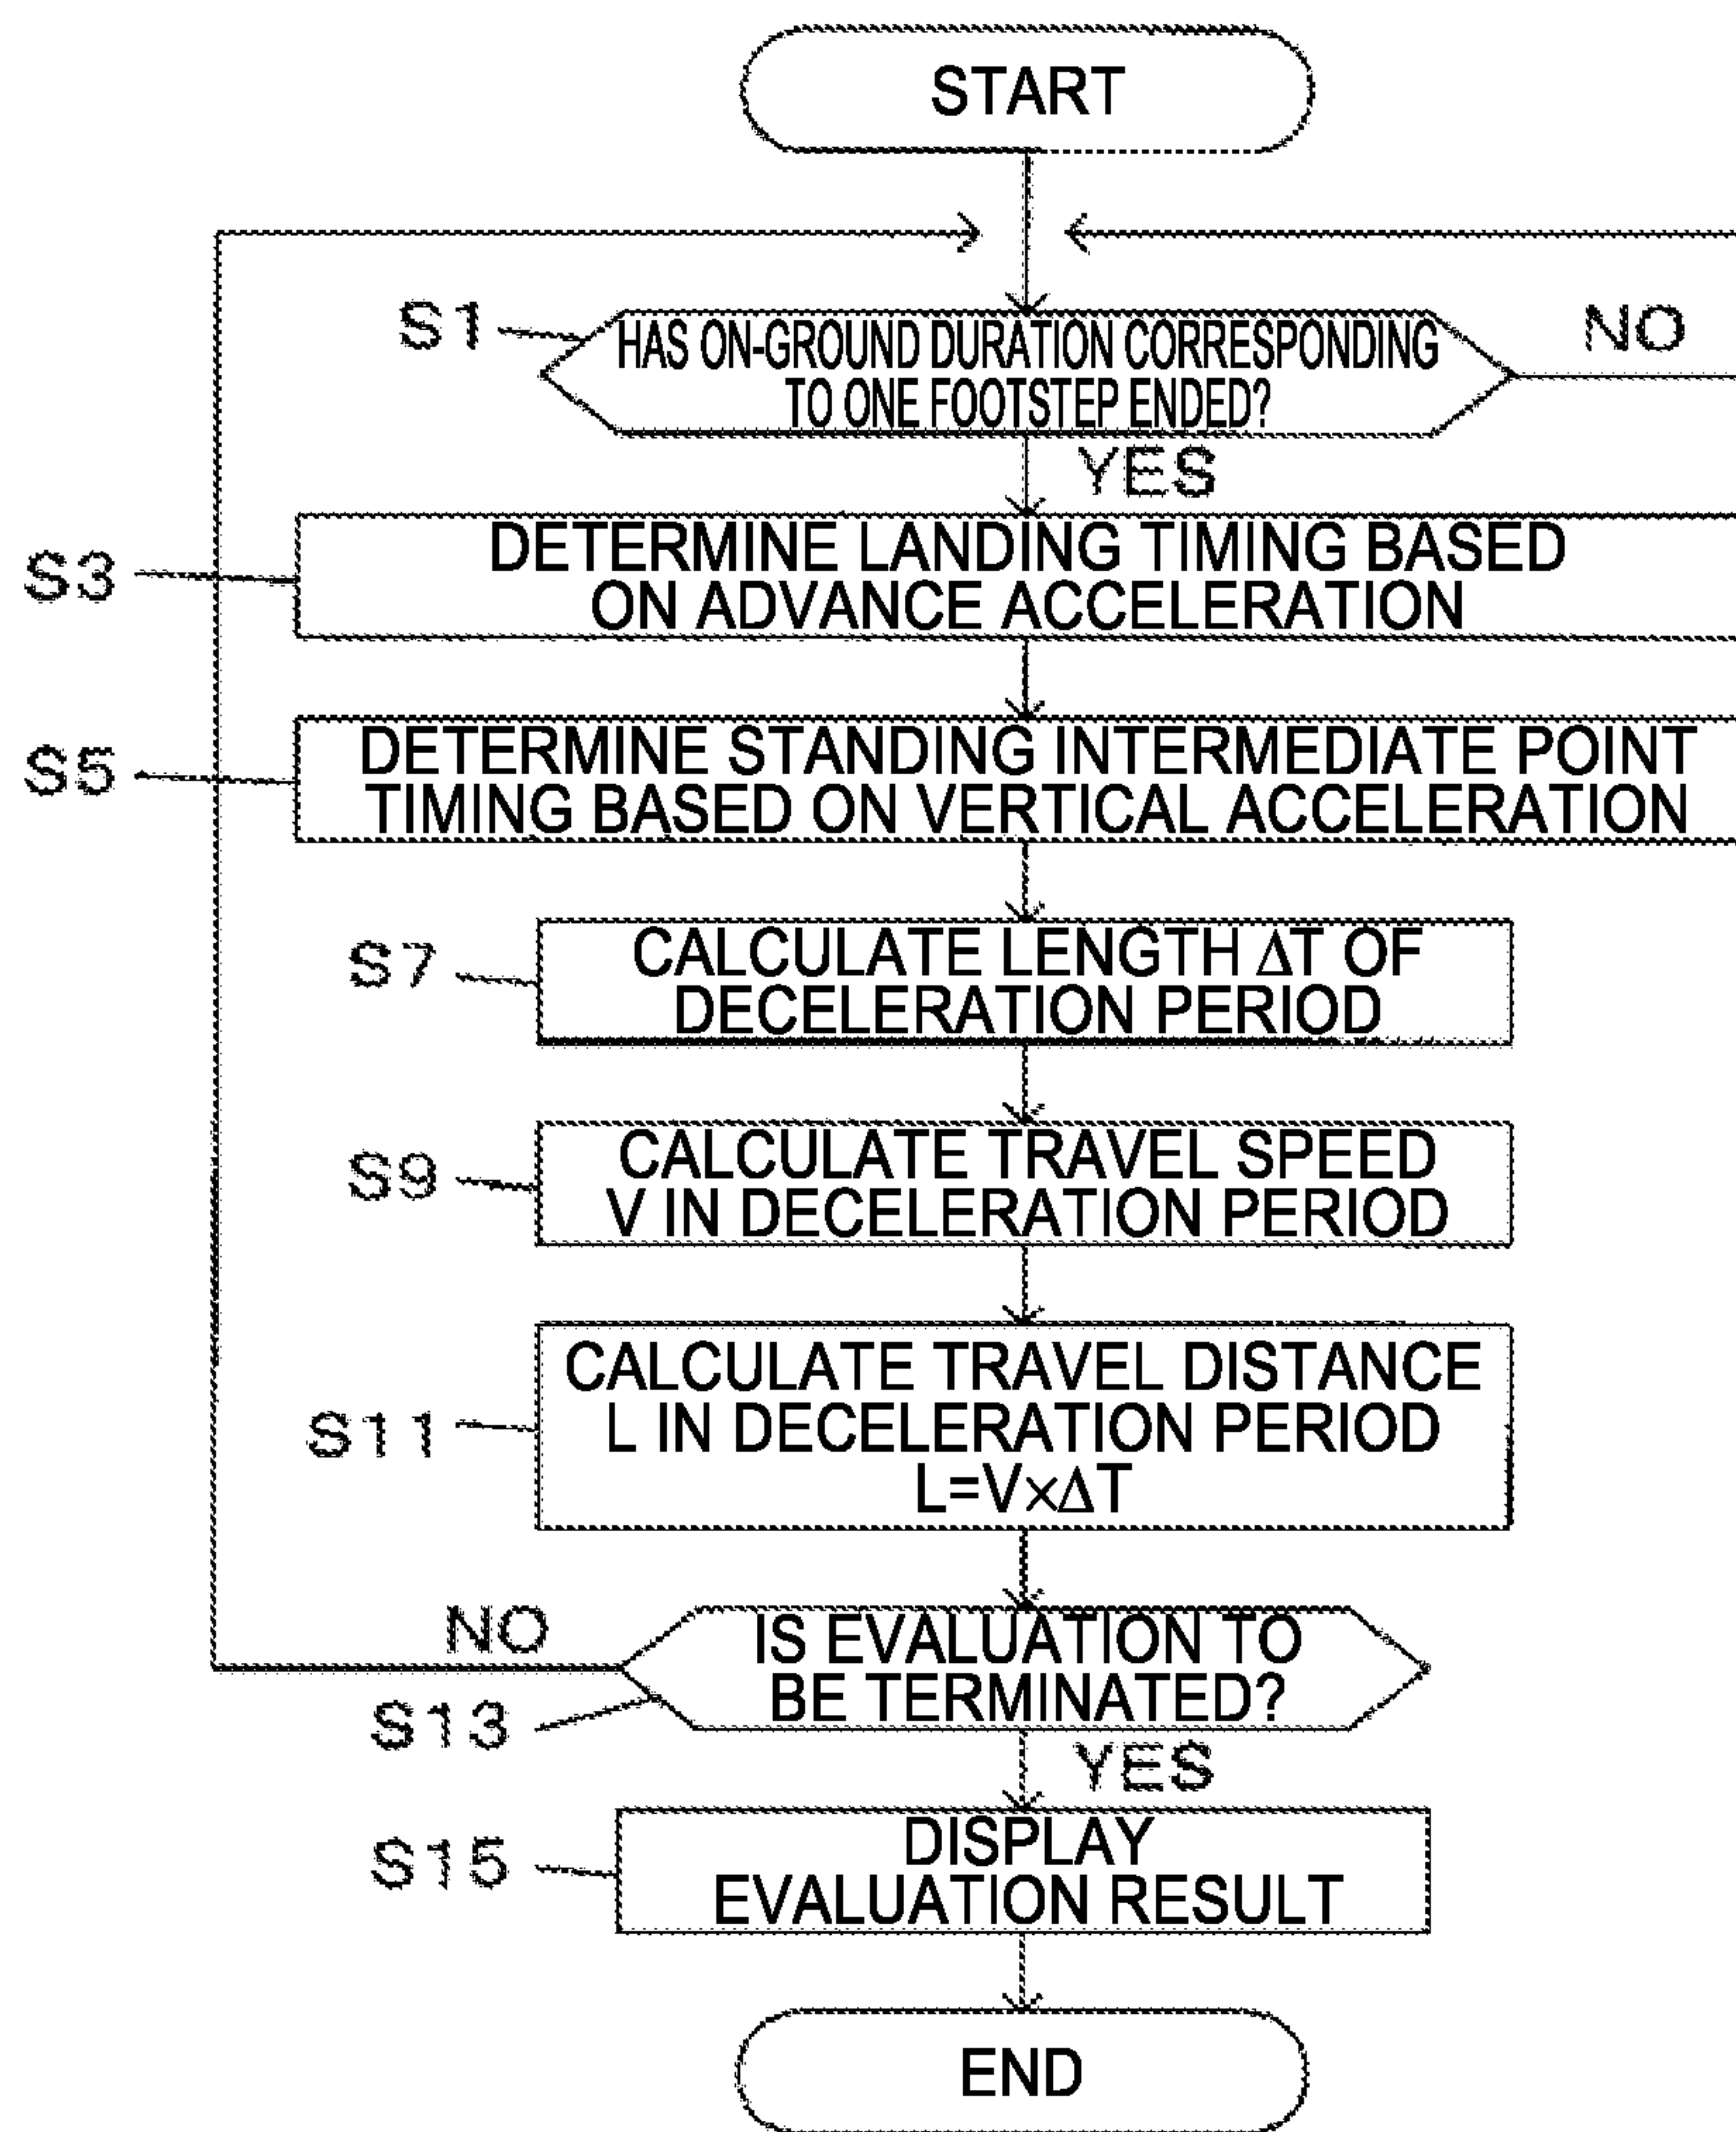 START
S1
HAS ON-GROUND DURATION CORRESPONDING
TO ONE FOOTSTEP ENDED?
NO
YES
S3
DETERMINE LANDING TIMING BASED
ON ADVANCE ACCELERATION
S5
DETERMINE STANDING INTERMEDIATE POINT
TIMING BASED ON VERTICAL ACCELERATION
S7
CALCULATE LENGTH ΔT OF
DECELERATION PERIOD
S9
CALCULATE TRAVEL SPEED
V IN DECELERATION PERIOD
S11
CALCULATE TRAVEL DISTANCE
L IN DECELERATION PERIOD
L=V×ΔT
NO
S13
IS EVALUATION TO
BE TERMINATED?
YES
S15
DISPLAY
EVALUATION RESULT
END